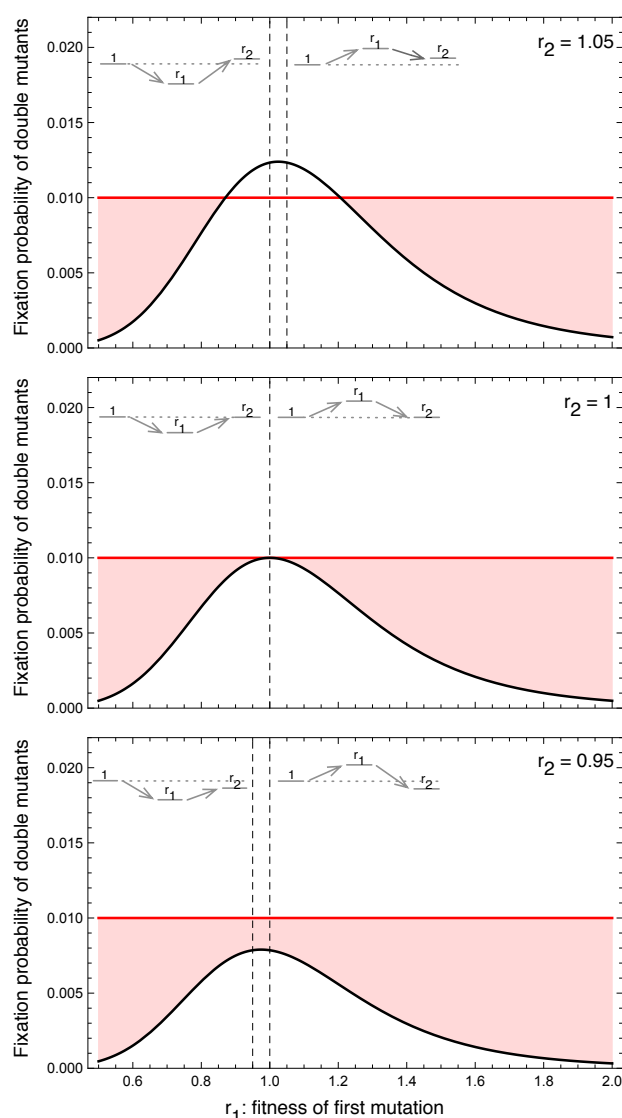 r2 = 1.05
1
r1
r2
1
r1
r2
Fixation probability of double mutants
0.020
0.015
0.010
0.005
0.000
r2 = 1
1
r1
r2
1
r1
r2
Fixation probability of double mutants
0.020
0.015
0.010
0.005
0.000
r2 = 0.95
1
r1
r2
1
r1
r2
Fixation probability of double mutants
0.020
0.015
0.010
0.005
0.000
0.6 0.8 1.0 1.2 1.4 1.6 1.8 2.0
r1: fitness of first mutation